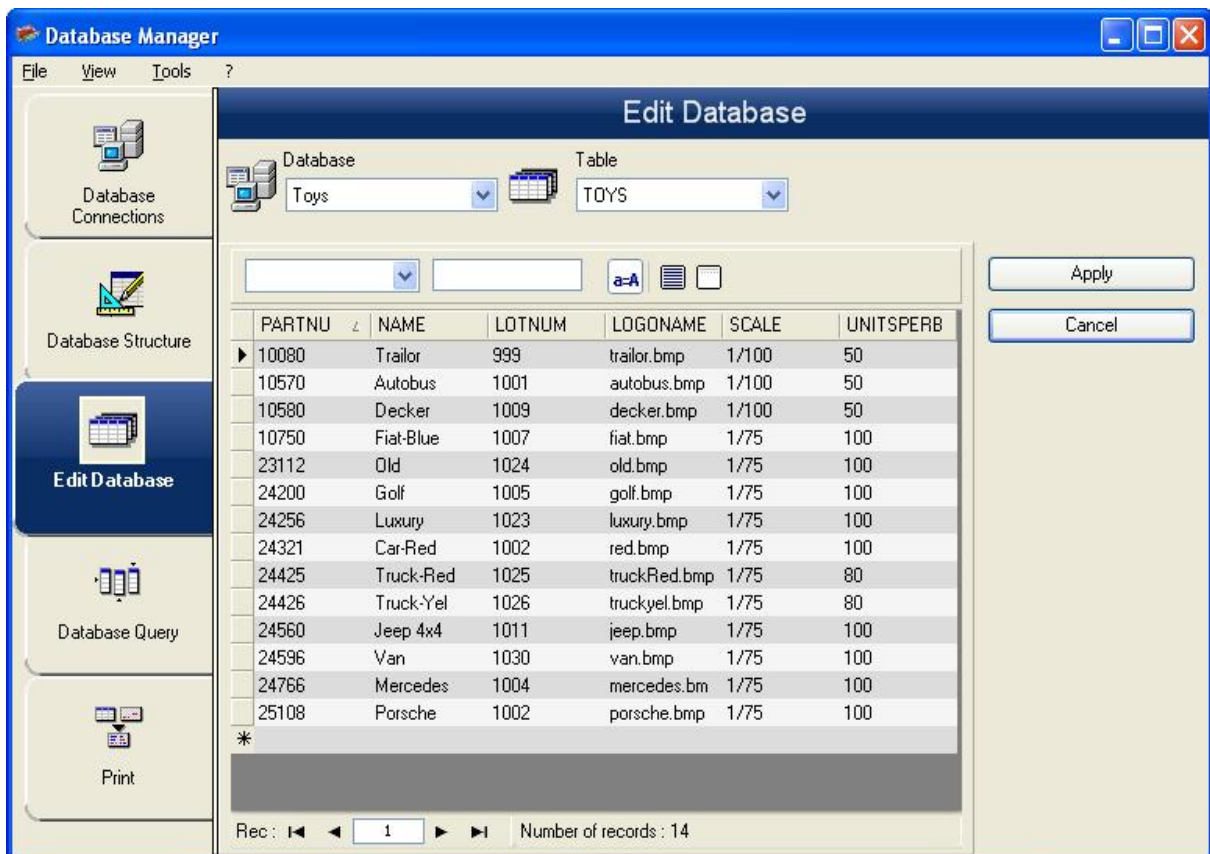 Database Manager
File View Tools ?
Edit Database
Database
Connections
Database Structure
Edit Database
Database Query
Print
Database
Toys
Table
TOYS
a=A
Apply
Cancel
PARTNU NAME LOTNUM LOGONAME SCALE UNITSPERB
10080 Trailor 999 trailor.bmp 1/100 50
10570 Autobus 1001 autobus.bmp 1/100 50
10580 Decker 1009 decker.bmp 1/100 50
10750 Fiat-Blue 1007 fiat.bmp 1/75 100
23112 Old 1024 old.bmp 1/75 100
24200 Golf 1005 golf.bmp 1/75 100
24256 Luxury 1023 luxury.bmp 1/75 100
24321 Car-Red 1002 red.bmp 1/75 100
24425 Truck-Red 1025 truckRed.bmp 1/75 80
24426 Truck-Yel 1026 truckyel.bmp 1/75 80
24560 Jeep 4x4 1011 jeep.bmp 1/75 100
24596 Van 1030 van.bmp 1/75 100
24766 Mercedes 1004 mercedes.bm 1/75 100
25108 Porsche 1002 porsche.bmp 1/75 100
Rec : 1 Number of records : 14